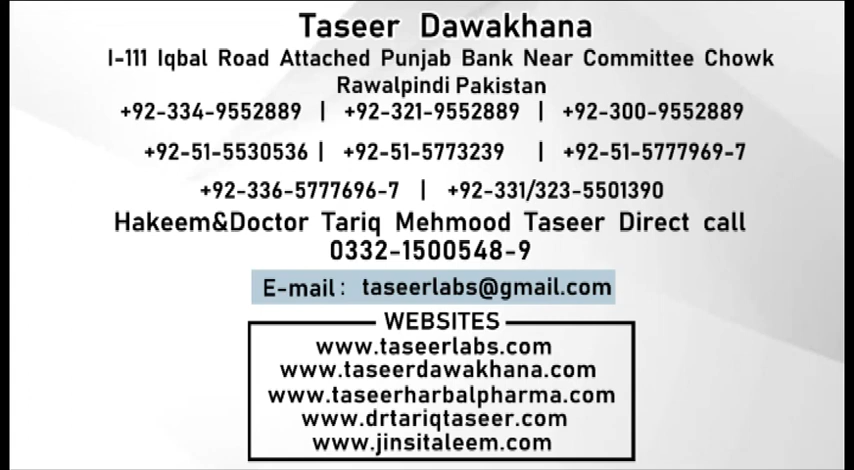 Taseer Dawakhana
I-111 Iqbal Road Attached Punjab Bank Near Committee Chowk
Rawalpindi Pakistan
+92-334-9552889 | +92-321-9552889 | +92-300-9552889
+92-51-5530536 | +92-51-5773239 | +92-51-5777969-7
+92-336-5777696-7 | +92-331/323-5501390
Hakeem&Doctor Tariq Mehmood Taseer Direct call
0332-1500548-9
E-mail : taseerlabs@gmail.com
WEBSITES
www.taseerlabs.com
www.taseerdawakhana.com
www.taseerharbalpharma.com
www.drtariqtaseer.com
www.jinsitaleem.com